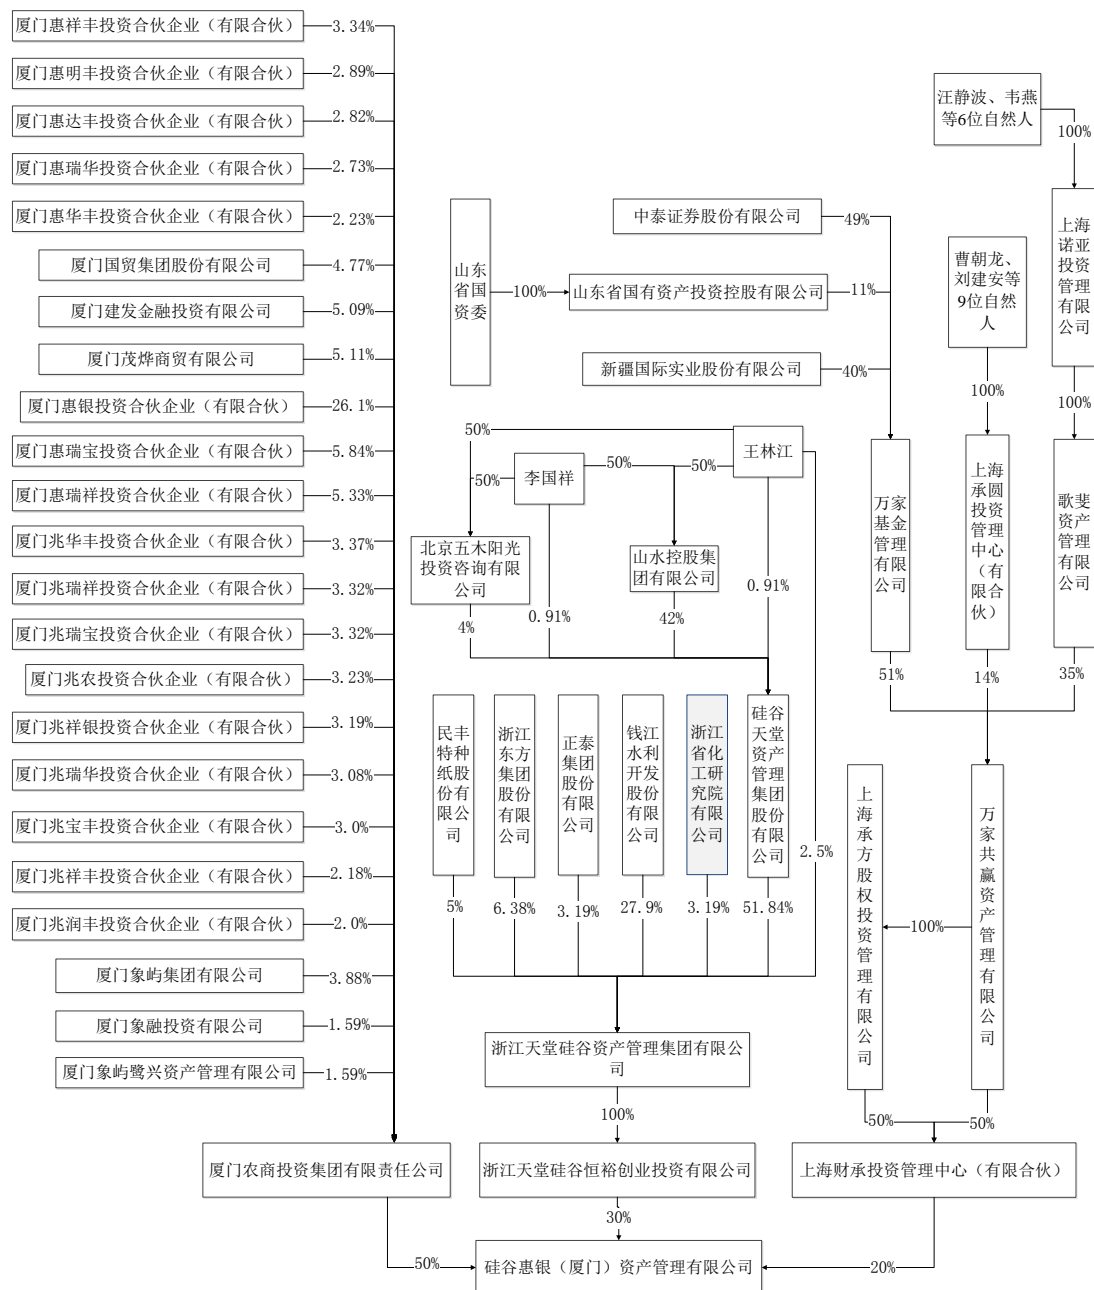 厦门惠祥丰投资合伙企业（有限合伙）
3.34%
厦门惠明丰投资合伙企业（有限合伙）
2.89%
厦门惠达丰投资合伙企业（有限合伙）
2.82%
厦门惠瑞华投资合伙企业（有限合伙）
2.73%
厦门惠华丰投资合伙企业（有限合伙）
2.23%
厦门国贸集团股份有限公司
4.77%
厦门建发金融投资有限公司
5.09%
厦门茂烨商贸有限公司
5.11%
厦门惠银投资合伙企业（有限合伙）
26.1%
厦门惠瑞宝投资合伙企业（有限合伙）
5.84%
厦门惠瑞祥投资合伙企业（有限合伙）
5.33%
厦门兆华丰投资合伙企业（有限合伙）
3.37%
厦门兆瑞祥投资合伙企业（有限合伙）
3.32%
厦门兆瑞宝投资合伙企业（有限合伙）
3.32%
厦门兆农投资合伙企业（有限合伙）
3.23%
厦门兆祥银投资合伙企业（有限合伙）
3.19%
厦门兆瑞华投资合伙企业（有限合伙）
3.08%
厦门兆宝丰投资合伙企业（有限合伙）
3.0%
厦门兆祥丰投资合伙企业（有限合伙）
2.18%
厦门兆润丰投资合伙企业（有限合伙）
2.0%
厦门象屿集团有限公司
3.88%
厦门象融投资有限公司
1.59%
厦门象屿鹭兴资产管理有限公司
1.59%
汪静波、韦燕
等6位自然人
100%
上海
诺亚
投资
管理
有限
公司
100%
中泰证券股份有限公司
49%
山东
省国
资委
100%
山东省国有资产投资控股有限公司
11%
新疆国际实业股份有限公司
40%
曹朝龙、
刘建安等
9位自然
人
100%
50%
王林江
李国祥
50%
50%
50%
北京五木阳光
投资咨询有限
公司
山水控股集
团有限公司
4%
0.91%
42%
0.91%
2.5%
万家
基金
管理
有限
公司
上海
承圆
投资
管理
中心
（有
限合
伙）
歌斐
资产
管理
有限
公司
51%
14%
35%
民丰
特种
纸股
份有
限公
司
浙江
东方
集团
股份
有限
公司
正泰
集团
股份
有限
公司
钱江
水利
开发
股份
有限
公司
浙江
省化
工研
究院
有限
公司
硅谷
天堂
资产
管理
集团
股份
有限
公司
5%
6.38%
3.19%
27.9%
3.19%
51.84%
上
海
承
方
股
权
投
资
管
理
有
限
公
司
100%
万
家
共
赢
资
产
管
理
有
限
公
司
浙江天堂硅谷资产管理集团有限公
司
100%
50%
50%
厦门农商投资集团有限责任公司
浙江天堂硅谷恒裕创业投资有限公司
上海财承投资管理中心（有限合伙）
50%
30%
20%
硅谷惠银（厦门）资产管理有限公司